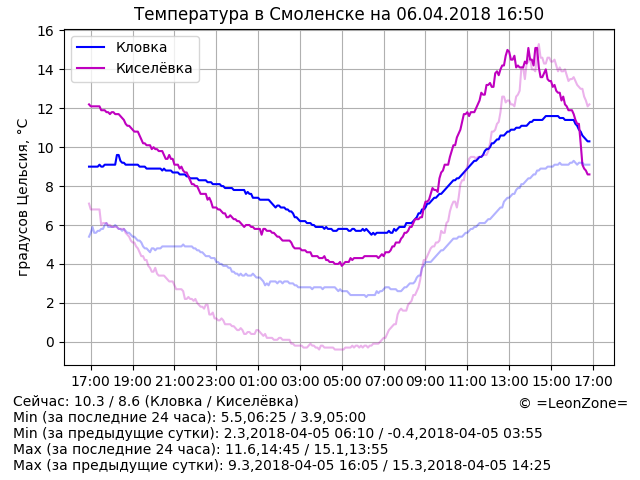 Температура в Смоленске на 06.04.2018 16:50
Кловка
Киселёвка
градусов Цельсия, °C
16
14
12
10
8
6
4
2
0
17:00 19:00 21:00 23:00 01:00 03:00 05:00 07:00 09:00 11:00 13:00 15:00 17:00
Сейчас: 10.3 / 8.6 (Кловка / Киселёвка)
© =LeonZone=
Min (за последние 24 часа): 5.5,06:25 / 3.9,05:00
Min (за предыдущие сутки): 2.3,2018-04-05 06:10 / -0.4,2018-04-05 03:55
Max (за последние 24 часа): 11.6,14:45 / 15.1,13:55
Max (за предыдущие сутки): 9.3,2018-04-05 16:05 / 15.3,2018-04-05 14:25